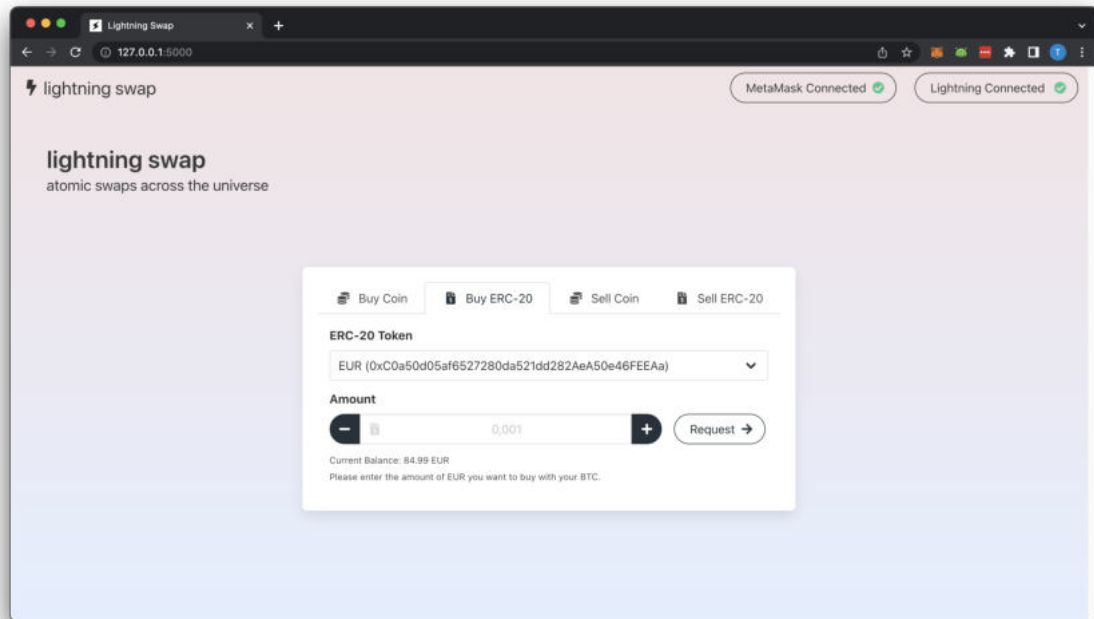 Lightning Swap
127.0.0.1:5000
lightning swap
MetaMask Connected
Lightning Connected
lightning swap
atomic swaps across the universe
Buy Coin
Buy ERC-20
Sell Coin
Sell ERC-20
ERC-20 Token
EUR (0xC0a50d05af6527280da521dd282AeA50e46FEEAa)
Amount
0,001
Request
Current Balance: 84.99 EUR
Please enter the amount of EUR you want to buy with your BTC.